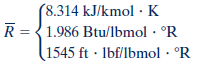 R̅ = { 8.314 kJ/kmol · K
1.986 Btu/lbmol · °R
1545 ft · lbf/lbmol · °R